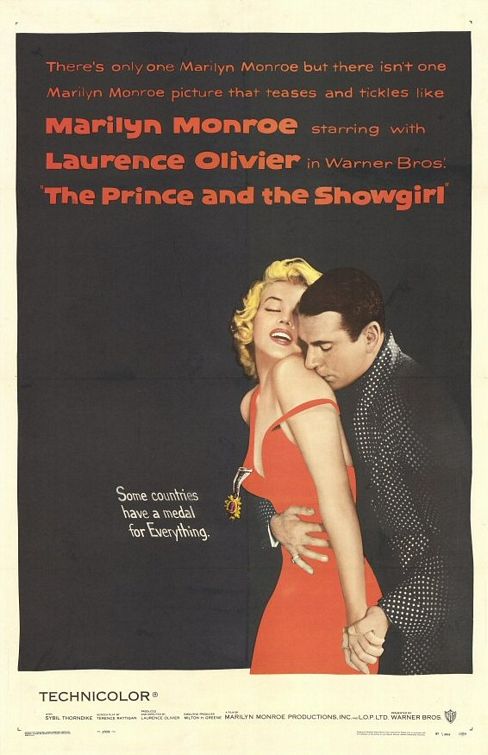 There's only one Marilyn Monroe but there isn't one
Marilyn Monroe picture that teases and tickles like
Marilyn Monroe starring with
Laurence Olivier in Warner Bros'.
"The Prince and the Showgirl"
Some countries
have a medal
for Everything.
TECHNICOLOR®
SYBIL THORNDIKE TERENCE RATTIGAN LAURENCE OLIVIER MILTON H. GREENE MARILYN MONROE PRODUCTIONS, INC. and L.O.P. LTD. WARNER BROS.